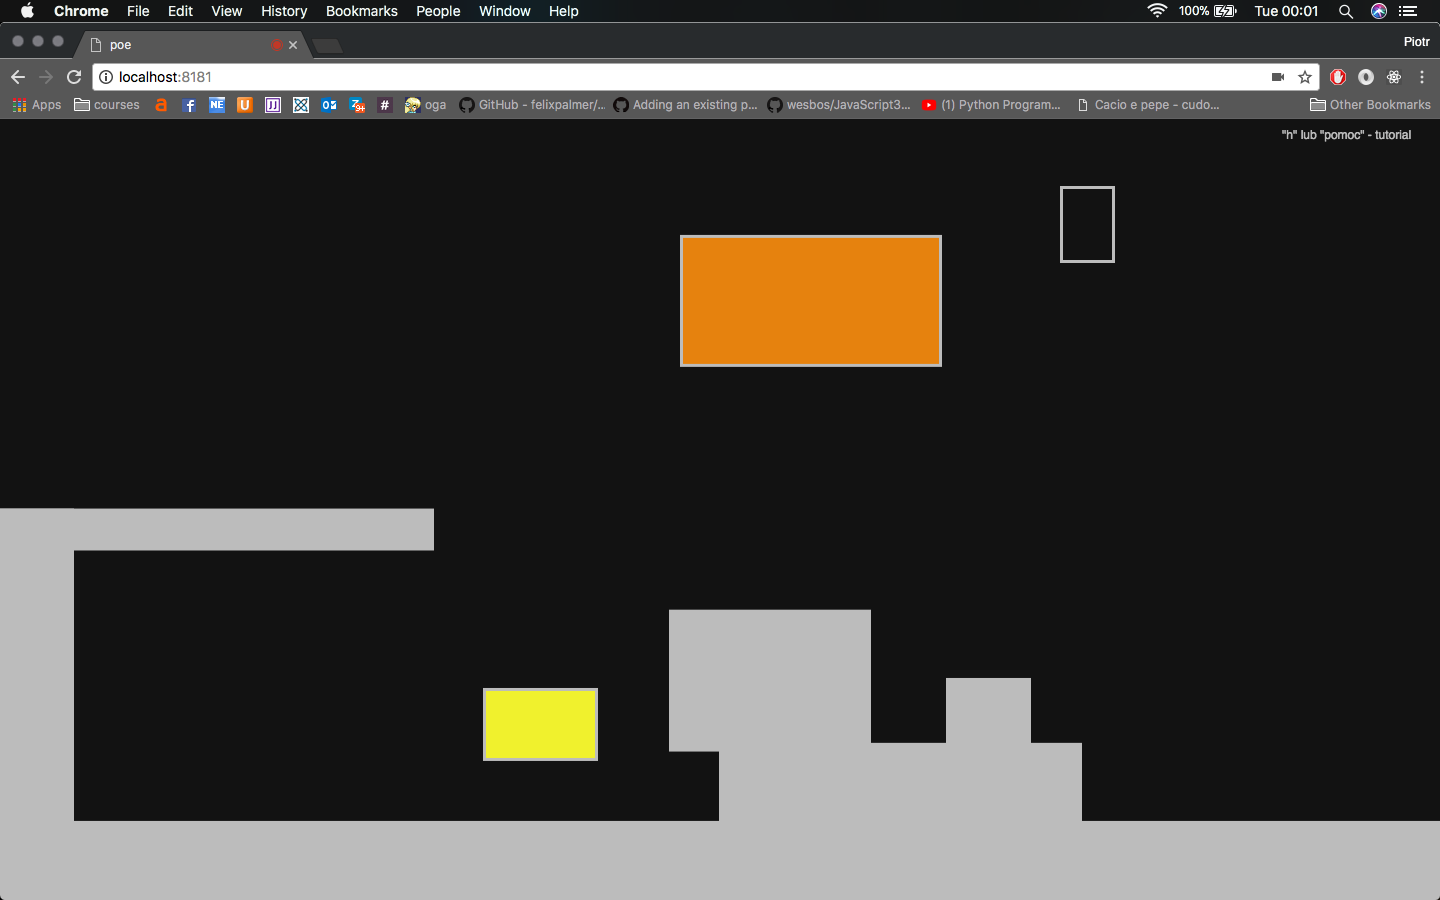 Chrome File Edit View History Bookmarks People Window Help 100% Tue 00:01
poe Piotr
localhost:8181
Apps courses a f NE U JJ # oga GitHub - felixpalmer/... Adding an existing p... wesbos/JavaScript3... (1) Python Program... Cacio e pepe - cudo... Other Bookmarks
"h" lub "pomoc" - tutorial